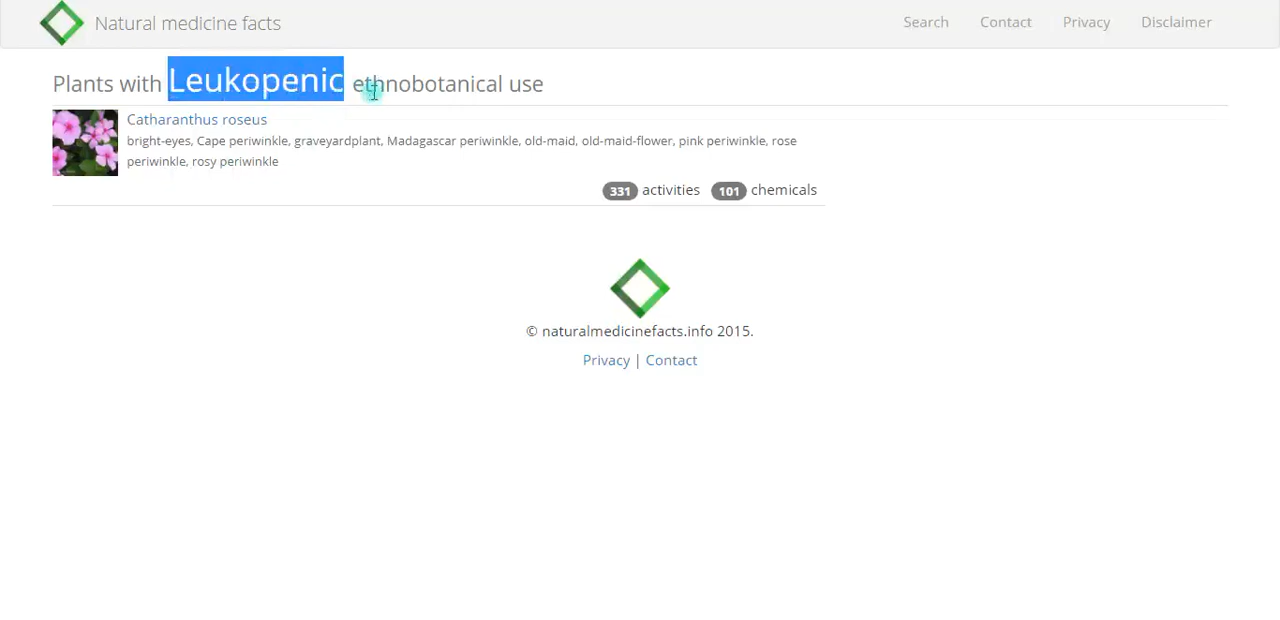 Natural medicine facts
Search Contact Privacy Disclaimer
Plants with Leukopenic ethnobotanical use
Catharanthus roseus
bright-eyes, Cape periwinkle, graveyardplant, Madagascar periwinkle, old-maid, old-maid-flower, pink periwinkle, rose
periwinkle, rosy periwinkle
331 activities 101 chemicals
© naturalmedicinefacts.info 2015.
Privacy | Contact